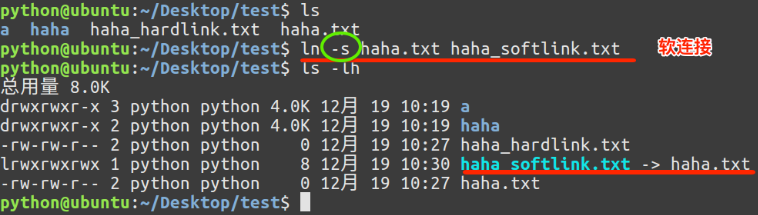 python@ubuntu:~/Desktop/test$ ls
a haha haha_hardlink.txt haha.txt
python@ubuntu:~/Desktop/test$ ln -s haha.txt haha_softlink.txt 软连接
python@ubuntu:~/Desktop/test$ ls -lh
总用量 8.0K
drwxrwxr-x 3 python python 4.0K 12月 19 10:19 a
drwxrwxr-x 2 python python 4.0K 12月 19 10:19 haha
-rw-rw-r-- 2 python python 0 12月 19 10:27 haha_hardlink.txt
lrwxrwxrwx 1 python python 8 12月 19 10:30 haha_softlink.txt -> haha.txt
-rw-rw-r-- 2 python python 0 12月 19 10:27 haha.txt
python@ubuntu:~/Desktop/test$